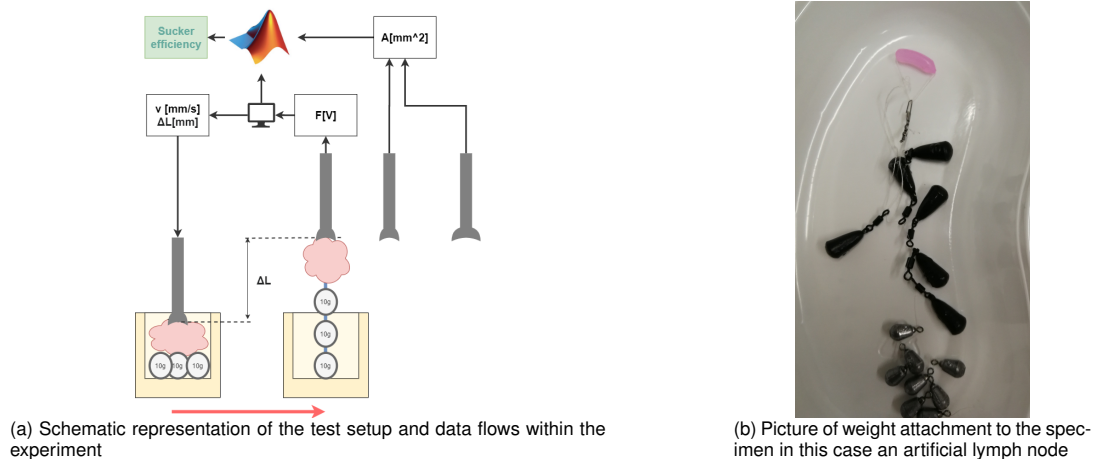 Sucker
efficiency
A[mm^2]
v [mm/s]
ΔL[mm]
F[V]
ΔL
10g
10g
10g
10g
10g
10g
(a) Schematic representation of the test setup and data flows within the
experiment
(b) Picture of weight attachment to the spec-
imen in this case an artificial lymph node